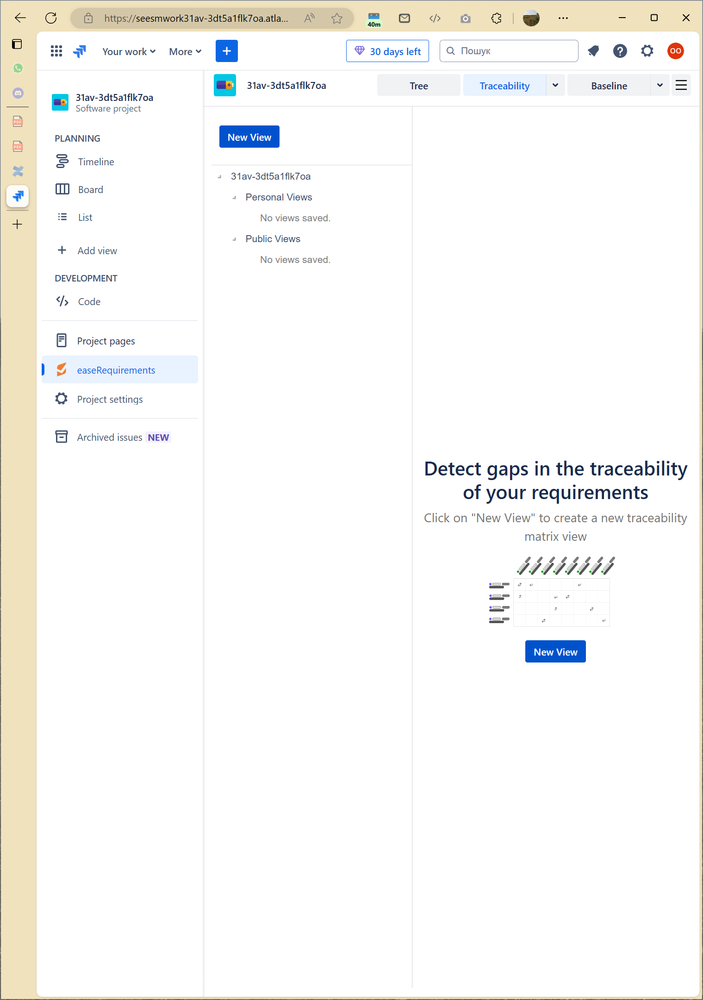 https://seesmwork31av-3dt5a1flk7oa.atla...
40m
Your work
More
30 days left
Пошук
OO
31av-3dt5a1flk7oa
Software project
PLANNING
Timeline
Board
List
Add view
DEVELOPMENT
Code
Project pages
easeRequirements
Project settings
Archived issues NEW
31av-3dt5a1flk7oa
Tree
Traceability
Baseline
New View
31av-3dt5a1flk7oa
Personal Views
No views saved.
Public Views
No views saved.
Detect gaps in the traceability
of your requirements
Click on "New View" to create a new traceability
matrix view
New View
PDF
PDF